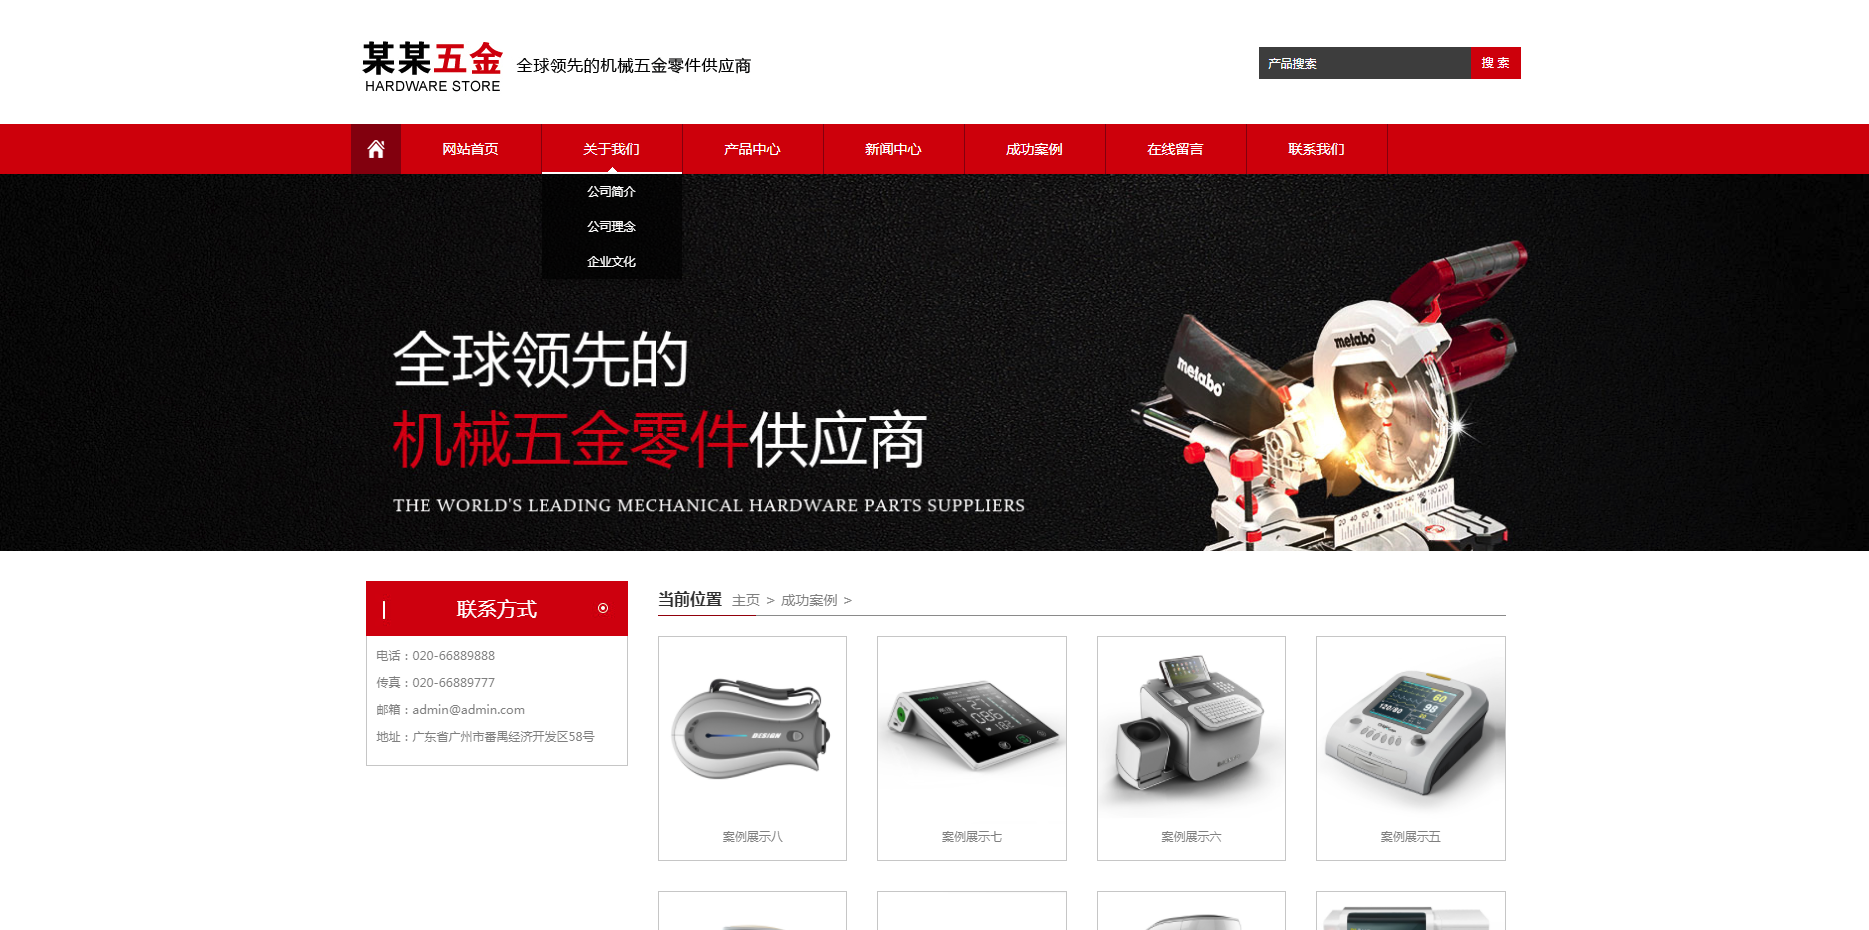 某某五金
HARDWARE STORE
全球领先的机械五金零件供应商
产品搜索
搜 索
网站首页
关于我们
产品中心
新闻中心
成功案例
在线留言
联系我们
公司简介
公司理念
企业文化
全球领先的
机械五金零件供应商
THE WORLD'S LEADING MECHANICAL HARDWARE PARTS SUPPLIERS
metabo
metabo
联系方式
电话：020-66889888
传真：020-66889777
邮箱：admin@admin.com
地址：广东省广州市番禺经济开发区58号
当前位置 主页 > 成功案例 >
DESIGN
120/80
60
98
案例展示八
案例展示七
案例展示六
案例展示五